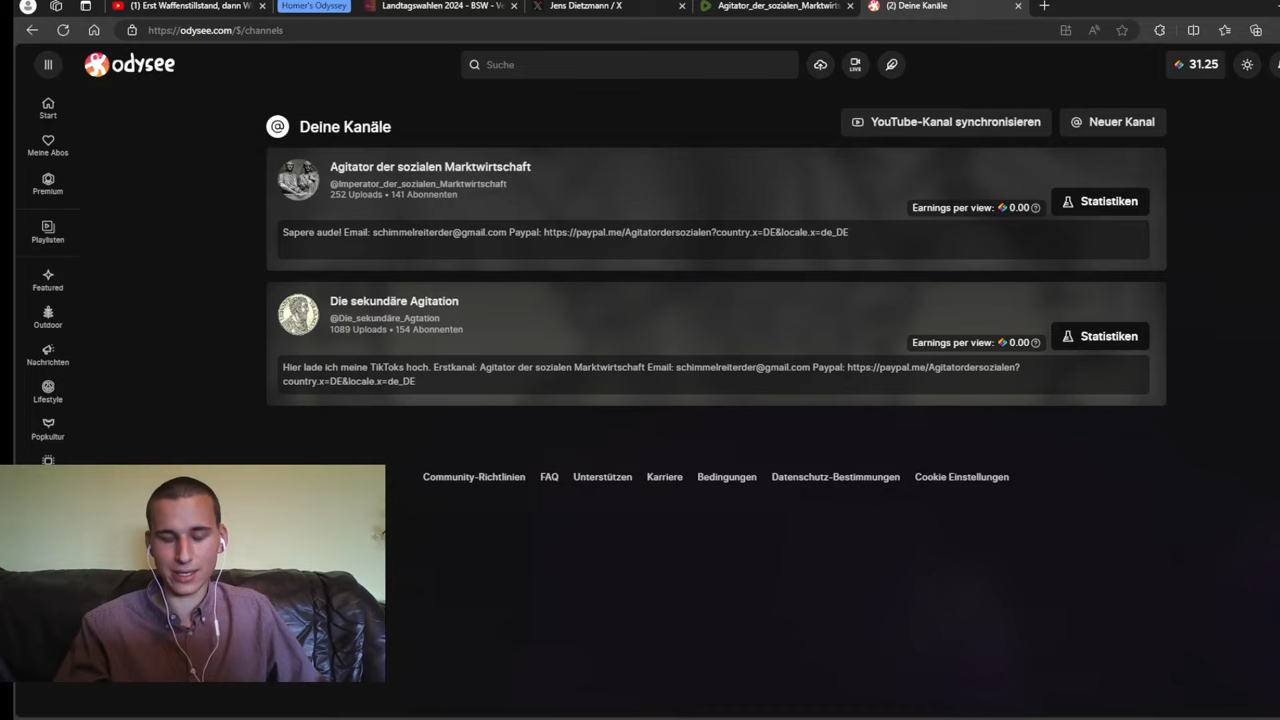 (1) Erst Waffenstillstand, dann W
Homer's Odyssey
Landtagswahlen 2024 - BSW - Ve
Jens Dietzmann / X
Agitator_der_sozialen_Marktwirtsch
(2) Deine Kanäle
https://odysee.com/$/channels
odysee
Suche
LIVE
31.25
Start
Meine Abos
Premium
Playlisten
Featured
Outdoor
Nachrichten
Lifestyle
Popkultur
Deine Kanäle
YouTube-Kanal synchronisieren
Neuer Kanal
Agitator der sozialen Marktwirtschaft
@Imperator_der_sozialen_Marktwirtschaft
252 Uploads • 141 Abonnenten
Earnings per view: 0.00
Statistiken
Sapere aude! Email: schimmelreiterder@gmail.com Paypal: https://paypal.me/Agitatordersozialen?country.x=DE&locale.x=de_DE
Die sekundäre Agitation
@Die_sekundäre_Agtation
1089 Uploads • 154 Abonnenten
Earnings per view: 0.00
Statistiken
Hier lade ich meine TikToks hoch. Erstkanal: Agitator der sozialen Marktwirtschaft Email: schimmelreiterder@gmail.com Paypal: https://paypal.me/Agitatordersozialen?
country.x=DE&locale.x=de_DE
Community-Richtlinien
FAQ
Unterstützen
Karriere
Bedingungen
Datenschutz-Bestimmungen
Cookie Einstellungen